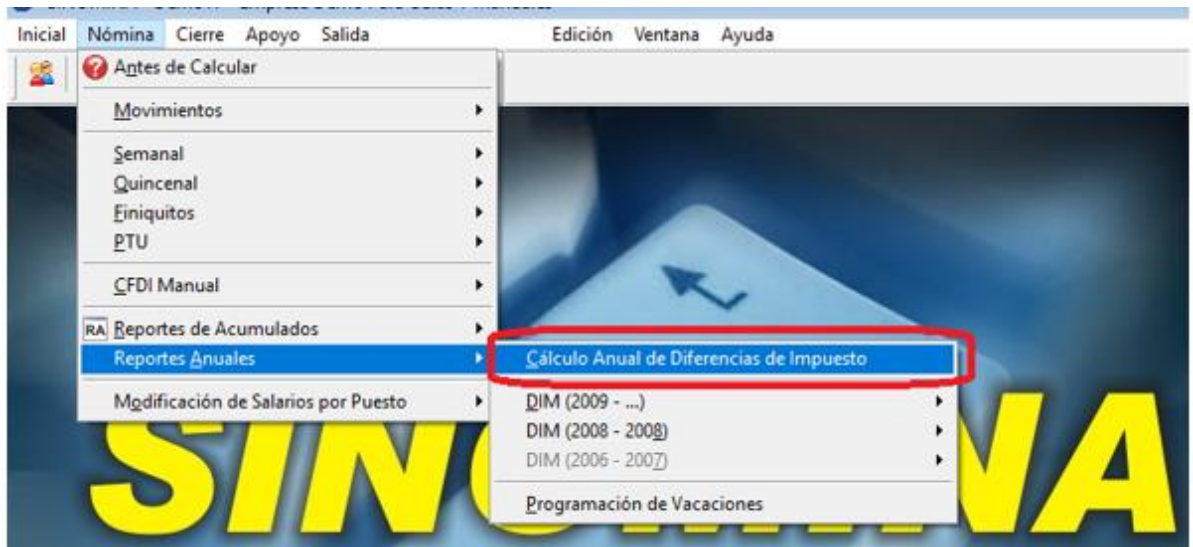 Inicial Nómina Cierre Apoyo Salida Edición Ventana Ayuda
Antes de Calcular
Movimientos
Semanal
Quincenal
Finiquitos
PTU
CFDI Manual
RA Reportes de Acumulados
Reportes Anuales
Modificación de Salarios por Puesto
Cálculo Anual de Diferencias de Impuesto
DIM (2009 - ...)
DIM (2008 - 2008)
DIM (2006 - 2007)
Programación de Vacaciones
SINOMINA